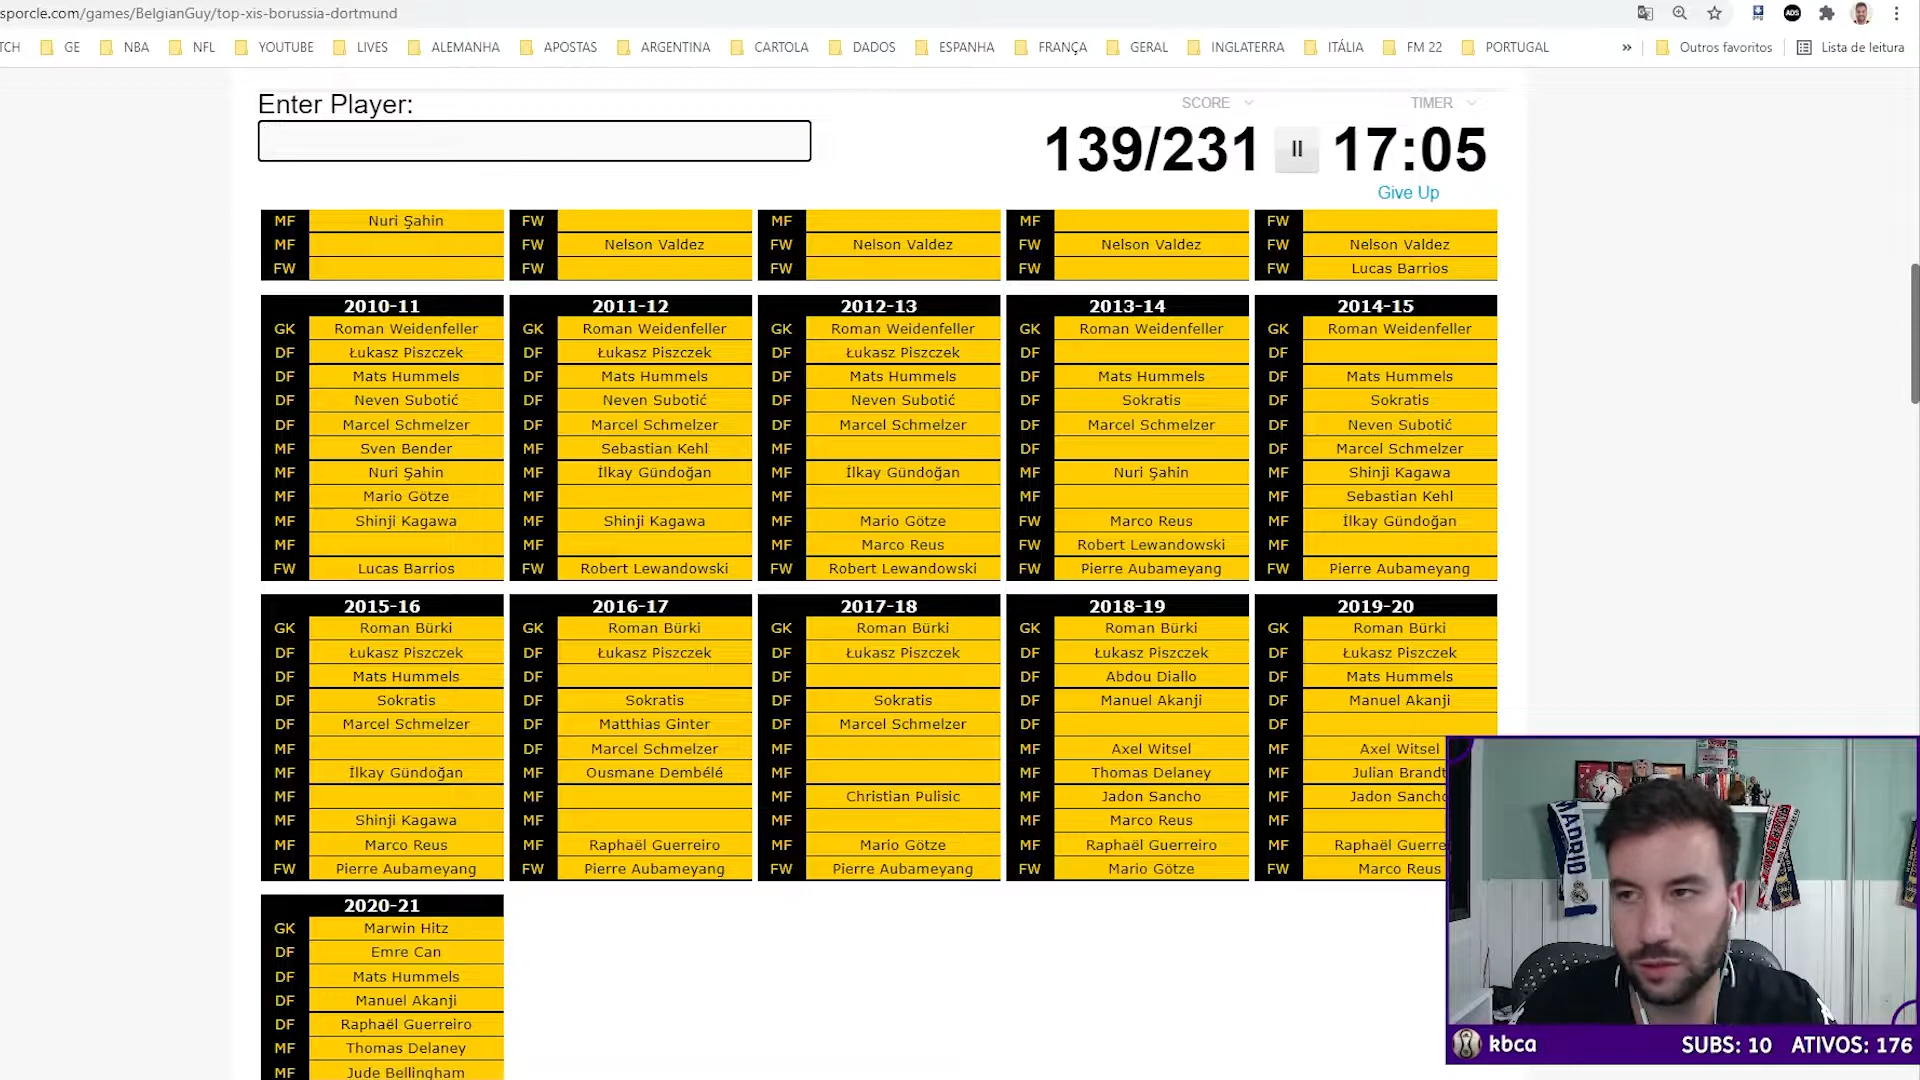 sporcle.com/games/BelgianGuy/top-xis-borussia-dortmund
TCH GE NBA NFL YOUTUBE LIVES ALEMANHA APOSTAS ARGENTINA CARTOLA DADOS ESPANHA FRANÇA GERAL INGLATERRA ITÁLIA FM 22 PORTUGAL » Outros favoritos Lista de leitura
Enter Player:
SCORE TIMER
139/231 17:05
Give Up
MF Nuri Şahin FW MF MF FW
MF FW Nelson Valdez FW Nelson Valdez FW Nelson Valdez FW Nelson Valdez
FW FW FW FW FW Lucas Barrios
2010-11 2011-12 2012-13 2013-14 2014-15
GK Roman Weidenfeller GK Roman Weidenfeller GK Roman Weidenfeller GK Roman Weidenfeller GK Roman Weidenfeller
DF Łukasz Piszczek DF Łukasz Piszczek DF Łukasz Piszczek DF DF
DF Mats Hummels DF Mats Hummels DF Mats Hummels DF Mats Hummels DF Mats Hummels
DF Neven Subotić DF Neven Subotić DF Neven Subotić DF Sokratis DF Sokratis
DF Marcel Schmelzer DF Marcel Schmelzer DF Marcel Schmelzer DF Marcel Schmelzer DF Neven Subotić
MF Sven Bender MF Sebastian Kehl MF DF DF Marcel Schmelzer
MF Nuri Şahin MF İlkay Gündoğan MF İlkay Gündoğan MF Nuri Şahin MF Shinji Kagawa
MF Mario Götze MF MF MF MF Sebastian Kehl
MF Shinji Kagawa MF Shinji Kagawa MF Mario Götze FW Marco Reus MF İlkay Gündoğan
MF MF MF Marco Reus FW Robert Lewandowski MF
FW Lucas Barrios FW Robert Lewandowski FW Robert Lewandowski FW Pierre Aubameyang FW Pierre Aubameyang
2015-16 2016-17 2017-18 2018-19 2019-20
GK Roman Bürki GK Roman Bürki GK Roman Bürki GK Roman Bürki GK Roman Bürki
DF Łukasz Piszczek DF Łukasz Piszczek DF Łukasz Piszczek DF Łukasz Piszczek DF Łukasz Piszczek
DF Mats Hummels DF DF DF Abdou Diallo DF Mats Hummels
DF Sokratis DF Sokratis DF Sokratis DF Manuel Akanji DF Manuel Akanji
DF Marcel Schmelzer DF Matthias Ginter DF Marcel Schmelzer DF DF
MF DF Marcel Schmelzer MF MF Axel Witsel MF Axel Witsel
MF İlkay Gündoğan MF Ousmane Dembélé MF MF Thomas Delaney MF Julian Brandt
MF MF MF Christian Pulisic MF Jadon Sancho MF Jadon Sancho
MF Shinji Kagawa MF MF MF Marco Reus MF
MF Marco Reus MF Raphaël Guerreiro MF Mario Götze MF Raphaël Guerreiro MF Raphaël Guerre
FW Pierre Aubameyang FW Pierre Aubameyang FW Pierre Aubameyang FW Mario Götze FW Marco Reus
2020-21
GK Marwin Hitz
DF Emre Can
DF Mats Hummels
DF Manuel Akanji
DF Raphaël Guerreiro
MF Thomas Delaney
MF Jude Bellingham
MADRID
kbca SUBS: 10 ATIVOS: 176